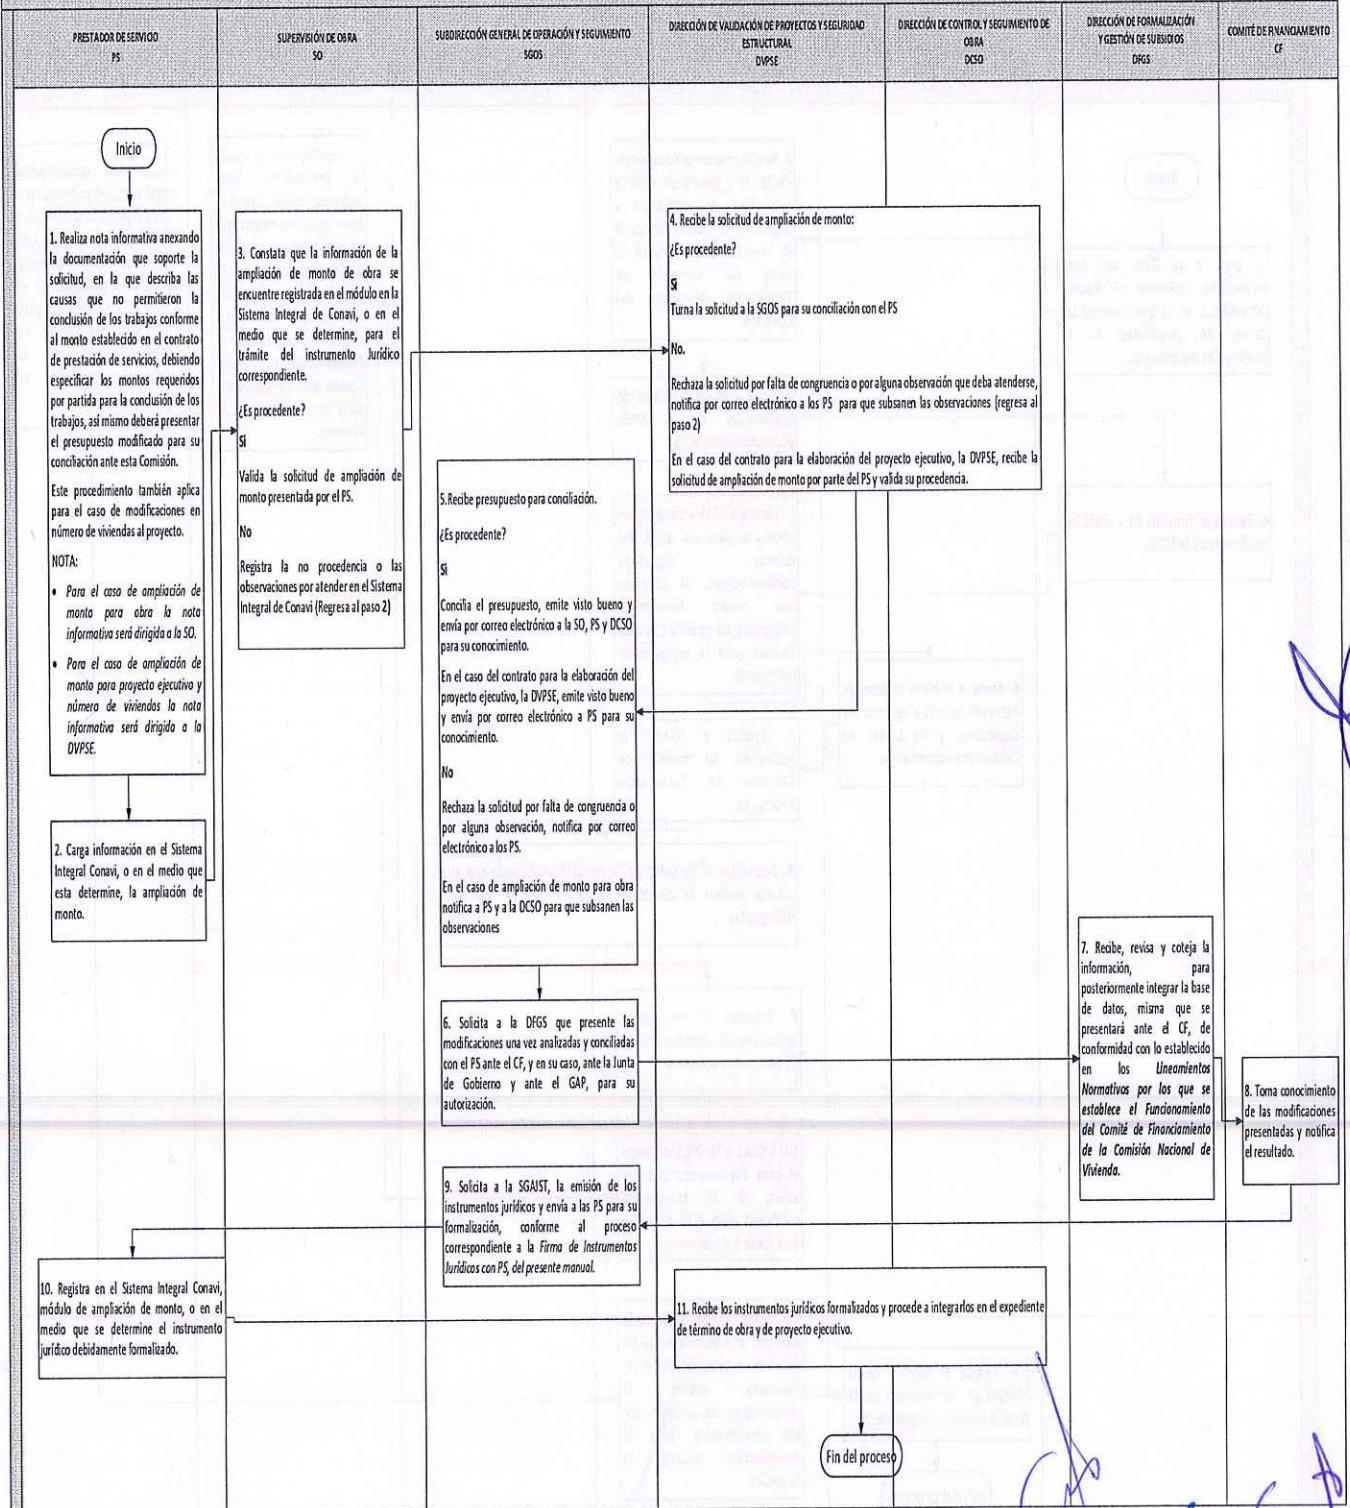 PRESTADOR DE SERVICIO
PS
SUPERVISIÓN DE OBRA
SO
SUBDIRECCIÓN GENERAL DE OPERACIÓN Y SEGUIMIENTO
SGOS
DIRECCIÓN DE VALIDACIÓN DE PROYECTOS Y SEGURIDAD
ESTRUCTURAL
DVPSE
DIRECCIÓN DE CONTROL Y SEGUIMIENTO DE
OBRA
DCSO
DIRECCIÓN DE FORMALIZACIÓN
Y GESTIÓN DE SUBSIDIOS
DFGS
COMITÉ DE FINANCIAMIENTO
CF
Inicio
1. Realiza nota informativa anexando
la documentación que soporte la
solicitud, en la que describa las
causas que no permitieron la
conclusión de los trabajos conforme
al monto establecido en el contrato
de prestación de servicios, debiendo
especificar los montos requeridos
por partida para la conclusión de los
trabajos, así mismo deberá presentar
el presupuesto modificado para su
conciliación ante esta Comisión.
Este procedimiento también aplica
para el caso de modificaciones en
número de viviendas al proyecto.
NOTA:
• Para el caso de ampliación de
monto para obra la nota
informativa será dirigida a la SO.
• Para el caso de ampliación de
monto para proyecto ejecutivo y
número de viviendas la nota
informativa será dirigida a la
DVPSE.
2. Carga información en el Sistema
Integral Conavi, o en el medio que
esta determine, la ampliación de
monto.
3. Constata que la información de la
ampliación de monto de obra se
encuentre registrada en el módulo en la
Sistema Integral de Conavi, o en el
medio que se determine, para el
trámite del instrumento Jurídico
correspondiente.
¿Es procedente?
Si
Valida la solicitud de ampliación de
monto presentada por el PS.
No
Registra la no procedencia o las
observaciones por atender en el Sistema
Integral de Conavi (Regresa al paso 2)
4. Recibe la solicitud de ampliación de monto:
¿Es procedente?
Si
Turna la solicitud a la SGOS para su conciliación con el PS
No.
Rechaza la solicitud por falta de congruencia o por alguna observación que deba atenderse,
notifica por correo electrónico a los PS para que subsanen las observaciones (regresa al
paso 2)
En el caso del contrato para la elaboración del proyecto ejecutivo, la DVPSE, recibe la
solicitud de ampliación de monto por parte del PS y valida su procedencia.
5.Recibe presupuesto para conciliación.
¿Es procedente?
Si
Concilia el presupuesto, emite visto bueno y
envía por correo electrónico a la SO, PS y DCSO
para su conocimiento.
En el caso del contrato para la elaboración del
proyecto ejecutivo, la DVPSE, emite visto bueno
y envía por correo electrónico a PS para su
conocimiento.
No
Rechaza la solicitud por falta de congruencia o
por alguna observación, notifica por correo
electrónico a los PS.
En el caso de ampliación de monto para obra
notifica a PS y a la DCSO para que subsanen las
observaciones
6. Solicita a la DFGS que presente las
modificaciones una vez analizadas y conciliadas
con el PS ante el CF, y en su caso, ante la Junta
de Gobierno y ante el GAP, para su
autorización.
7. Recibe, revisa y coteja la
información, para
posteriormente integrar la base
de datos, misma que se
presentará ante el CF, de
conformidad con lo establecido
en los Lineamientos
Normativos por los que se
establece el Funcionamiento
del Comité de Financiamiento
de la Comisión Nacional de
Vivienda.
8. Toma conocimiento
de las modificaciones
presentadas y notifica
el resultado.
9. Solicita a la SGAJST, la emisión de los
instrumentos jurídicos y envía a las PS para su
formalización, conforme al proceso
correspondiente a la Firma de Instrumentos
Jurídicos con PS, del presente manual.
10. Registra en el Sistema Integral Conavi,
módulo de ampliación de monto, o en el
medio que se determine el instrumento
jurídico debidamente formalizado.
11. Recibe los instrumentos jurídicos formalizados y procede a integrarlos en el expediente
de término de obra y de proyecto ejecutivo.
Fin del proceso